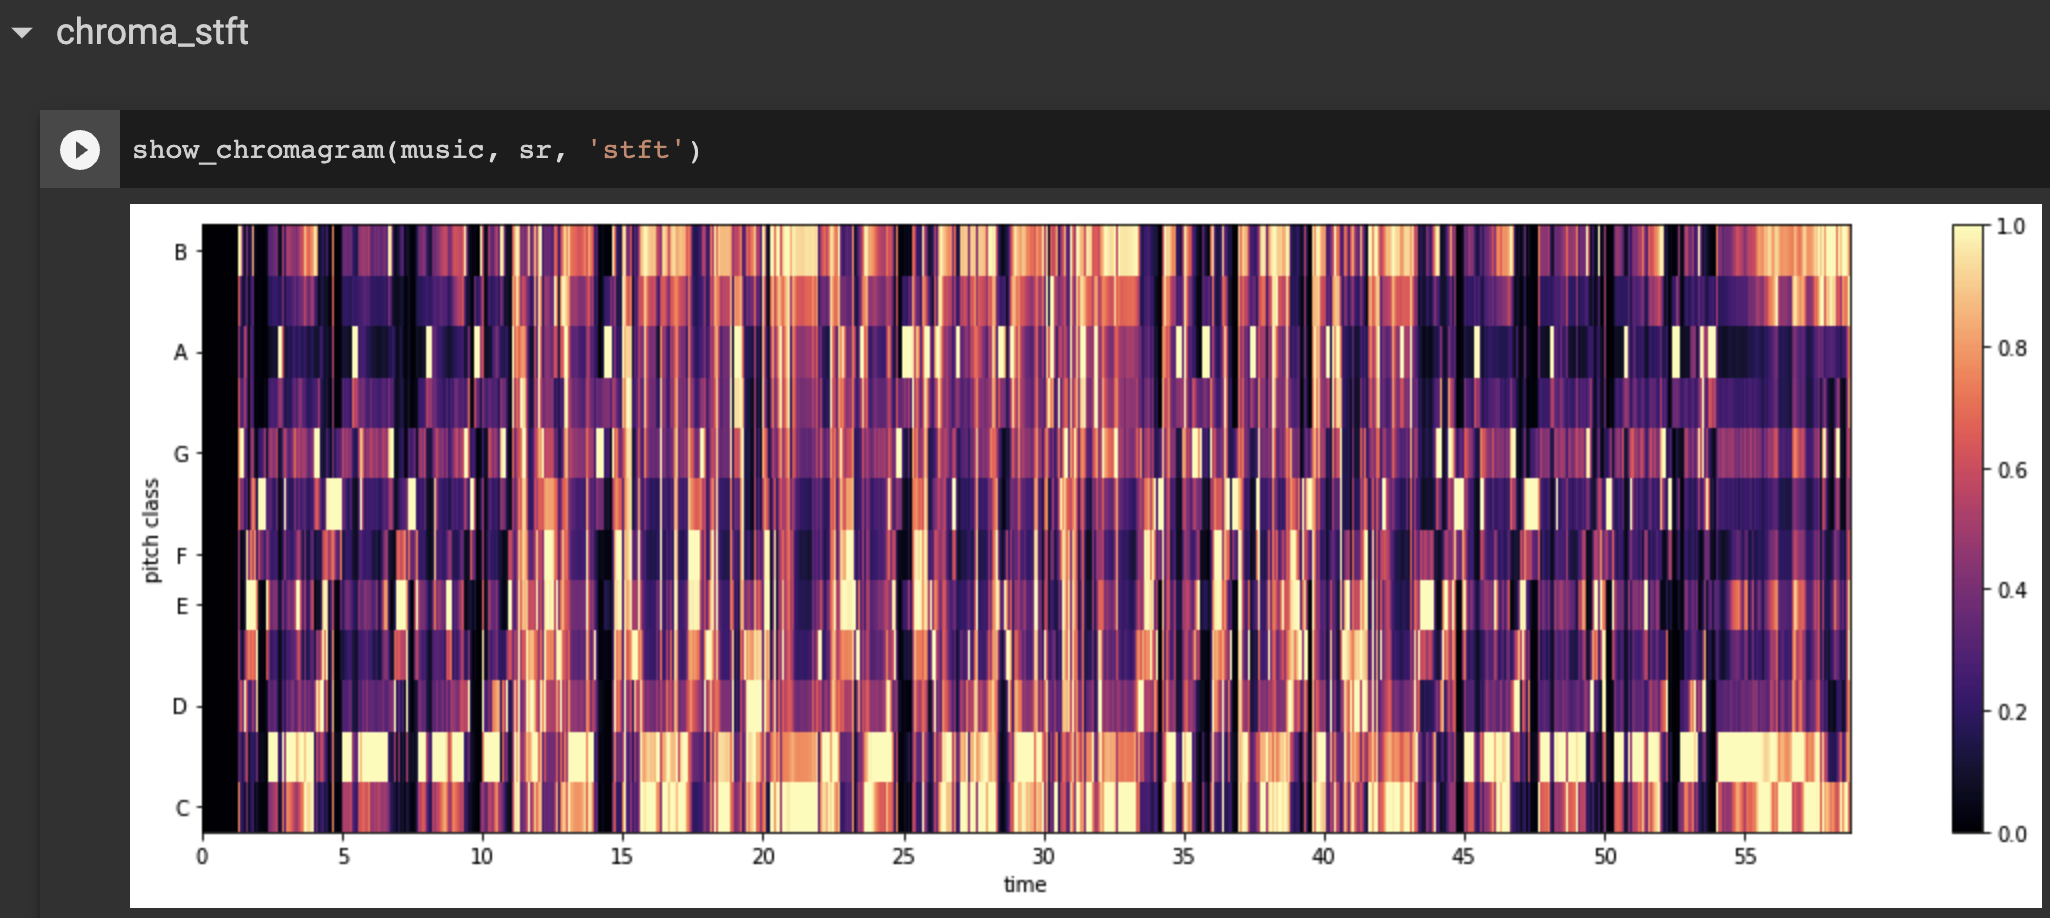 chroma_stft
show_chromagram(music, sr, 'stft')
B
A
G
F
E
D
C
pitch class
0 5 10 15 20 25 30 35 40 45 50 55
time
1.0
0.8
0.6
0.4
0.2
0.0